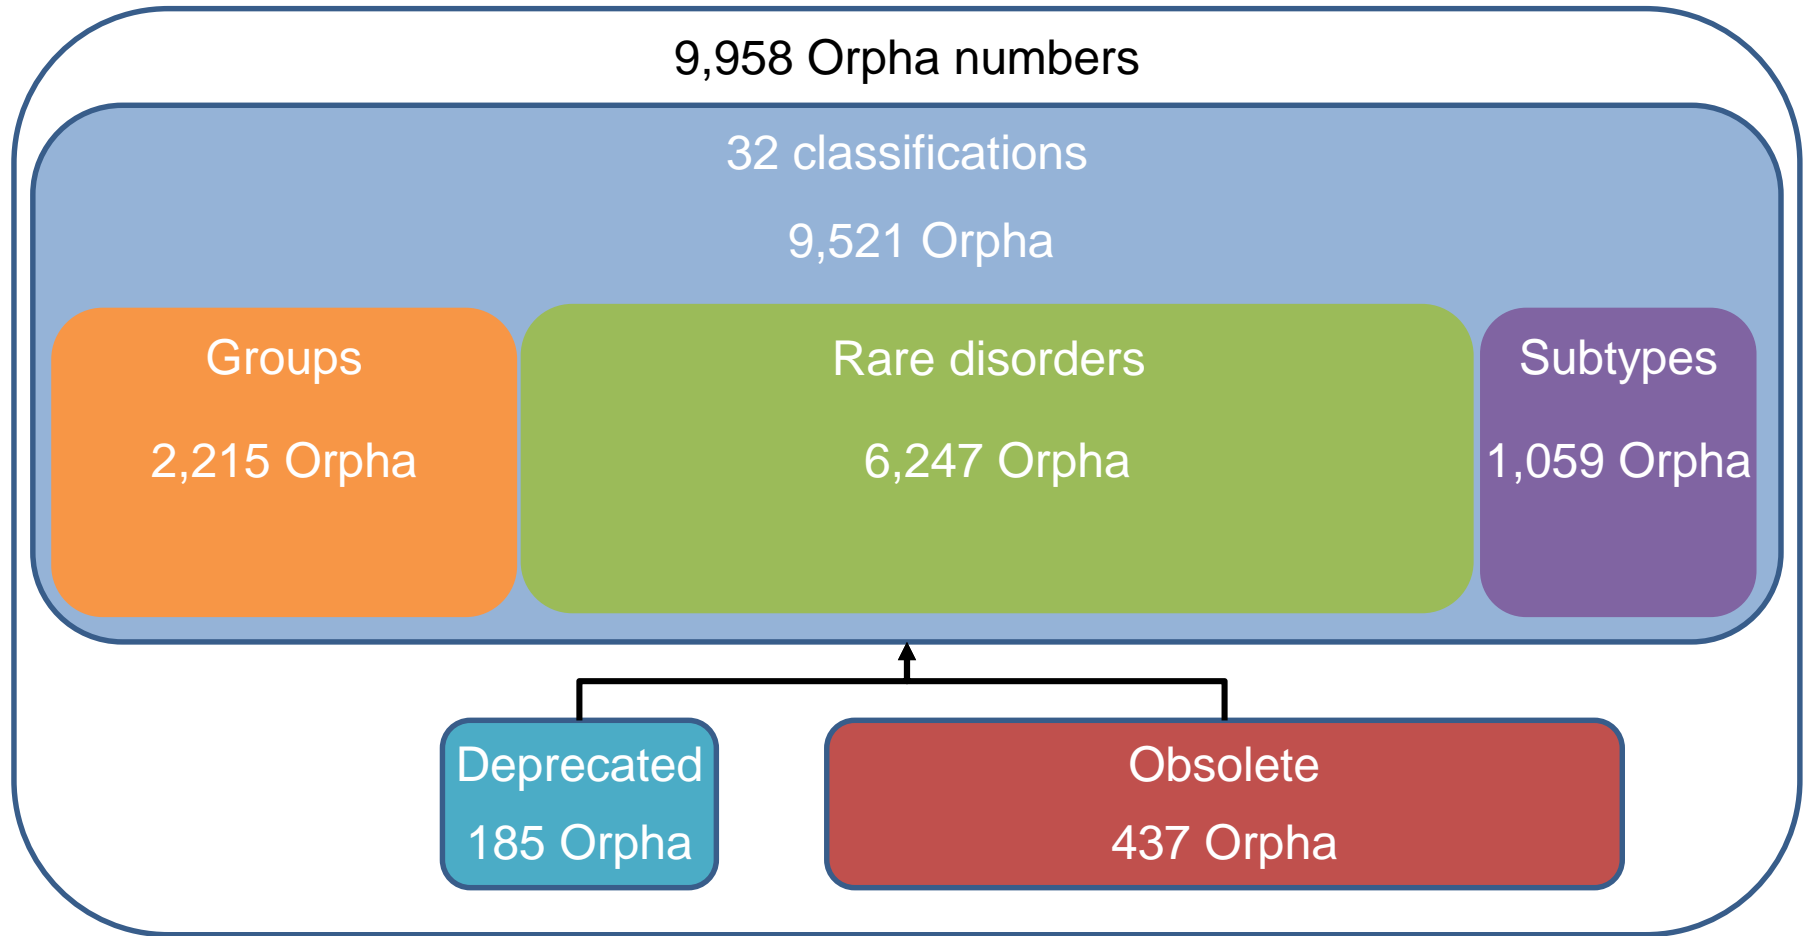 9,958 Orpha numbers
32 classifications
9,521 Orpha
Groups
2,215 Orpha
Rare disorders
6,247 Orpha
Subtypes
1,059 Orpha
Deprecated
185 Orpha
Obsolete
437 Orpha